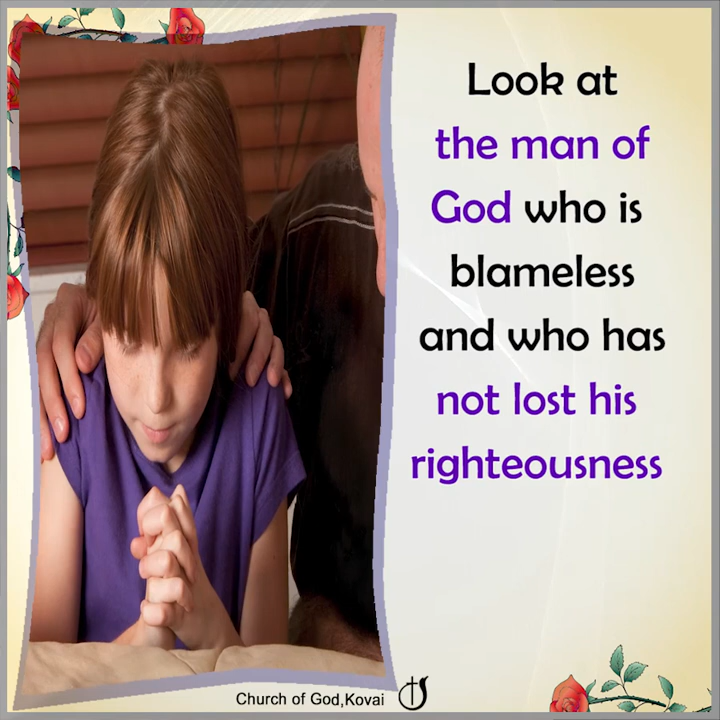 Look at
the man of
God who is
blameless
and who has
not lost his
righteousness
Church of God,Kovai